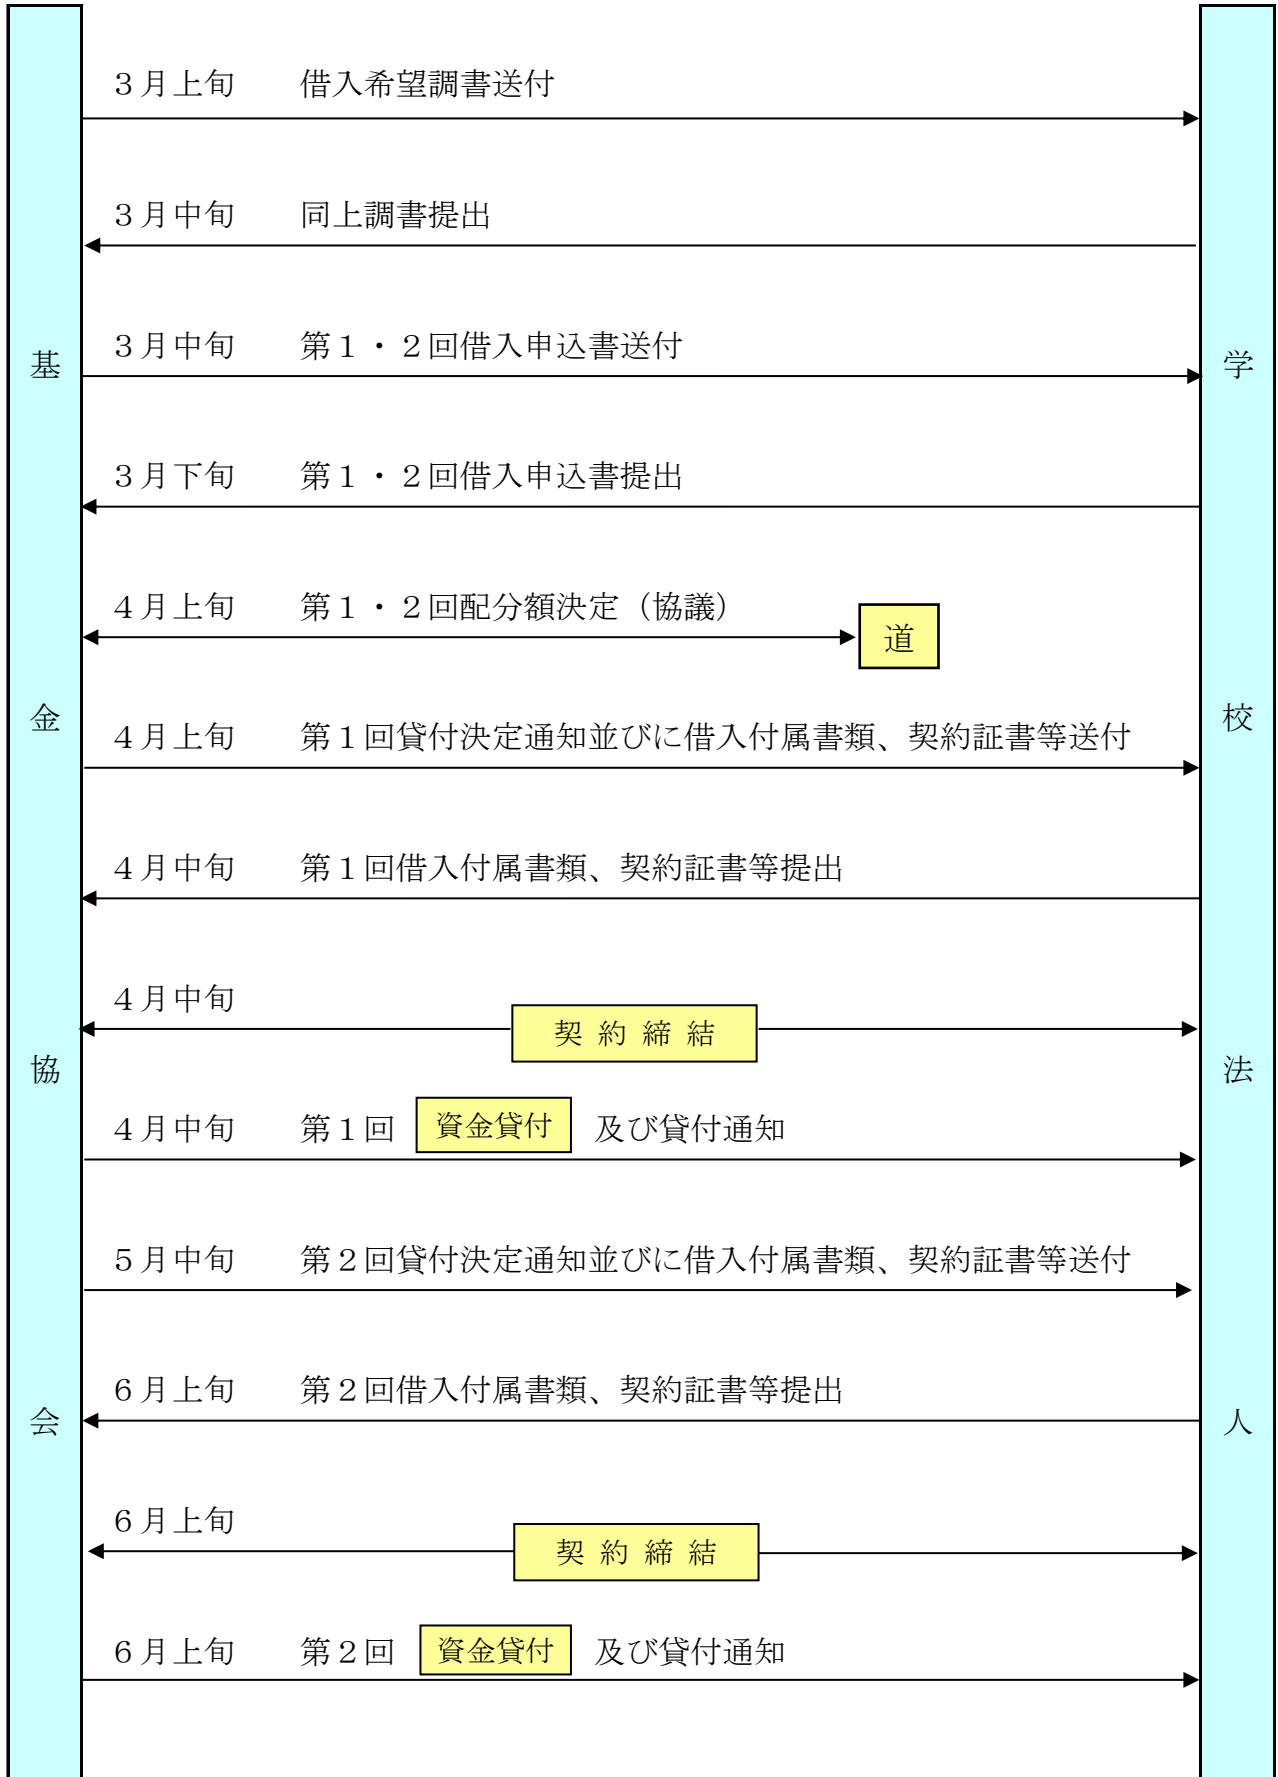 ３月上旬　　借入希望調書送付
３月中旬　　同上調書提出
３月中旬　　第１・２回借入申込書送付
３月下旬　　第１・２回借入申込書提出
４月上旬　　第１・２回配分額決定（協議）
道
４月上旬　　第１回貸付決定通知並びに借入付属書類、契約証書等送付
４月中旬　　第１回借入付属書類、契約証書等提出
４月中旬
契 約 締 結
４月中旬　　第１回 資金貸付 及び貸付通知
５月中旬　　第２回貸付決定通知並びに借入付属書類、契約証書等送付
６月上旬　　第２回借入付属書類、契約証書等提出
６月上旬
契 約 締 結
６月上旬　　第２回 資金貸付 及び貸付通知
基金協会
学校法人